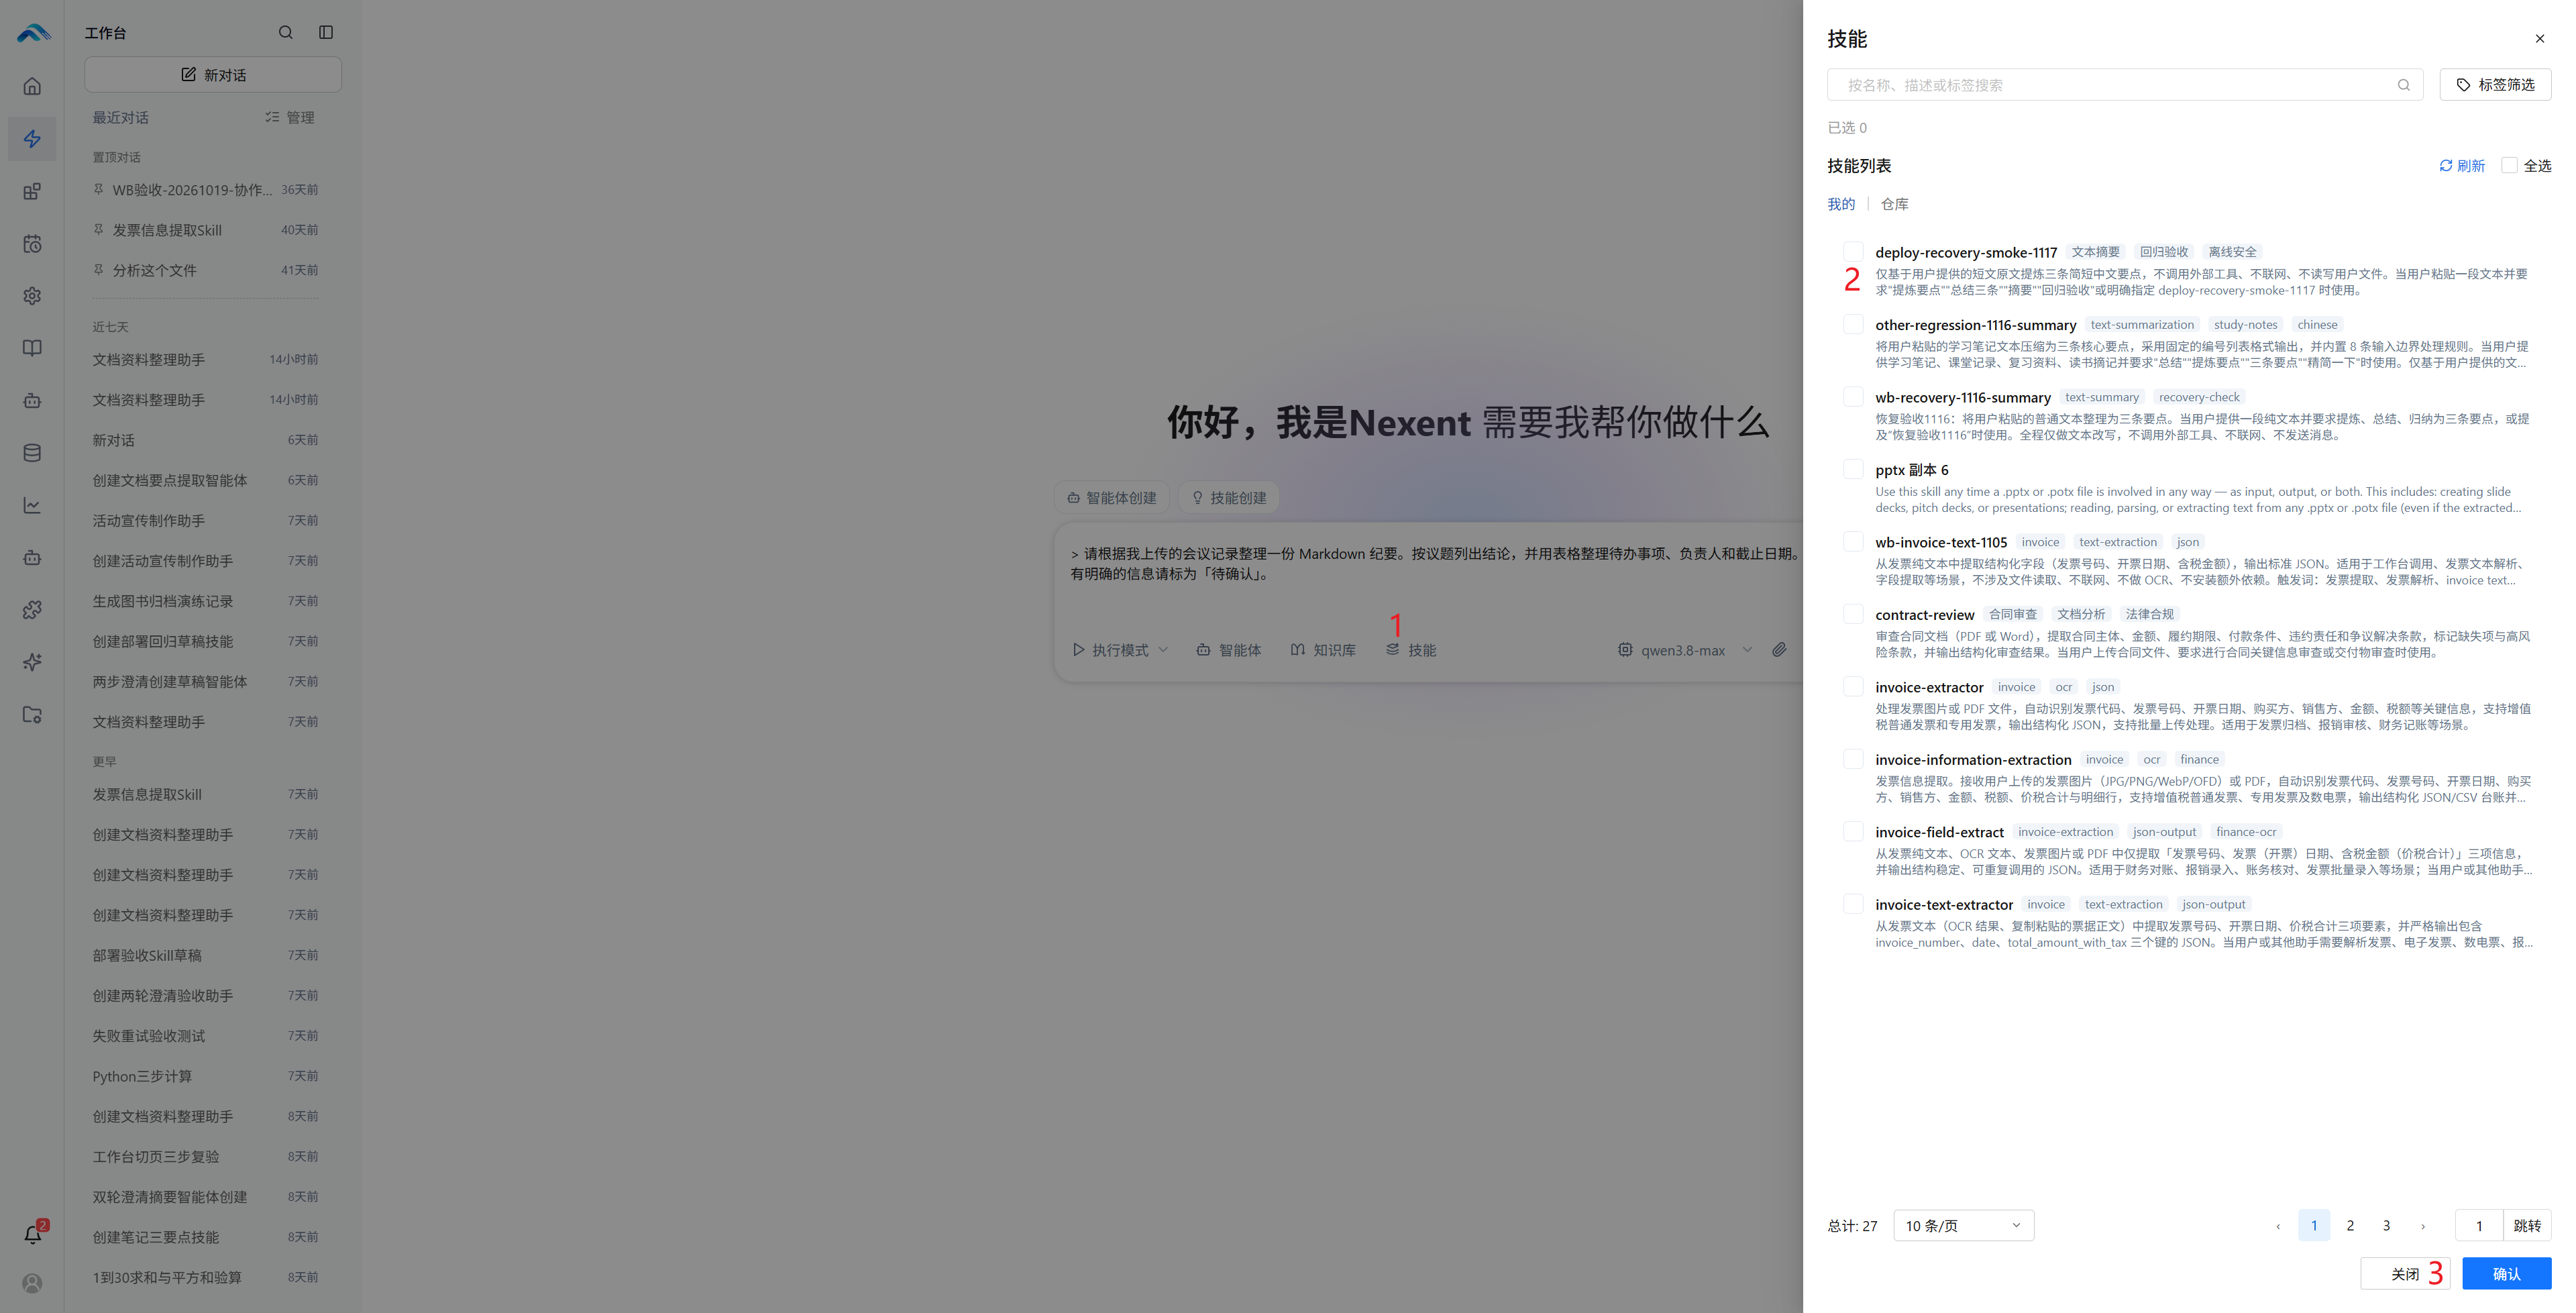 工作台
新对话
最近对话 管理
置顶对话
WB验收-20261019-协作... 36天前
发票信息提取Skill 40天前
分析这个文件 41天前
近七天
文档资料整理助手 14小时前
文档资料整理助手 14小时前
新对话 6天前
创建文档要点提取智能体 6天前
活动宣传制作助手 7天前
创建活动宣传制作助手 7天前
生成图书归档演练记录 7天前
创建部署回归草稿技能 7天前
两步澄清创建草稿智能体 7天前
文档资料整理助手 7天前
更早
发票信息提取Skill 7天前
创建文档资料整理助手 7天前
创建文档资料整理助手 7天前
创建文档资料整理助手 7天前
部署验收Skill草稿 7天前
创建两轮澄清验收助手 7天前
失败重试验收测试 7天前
Python三步计算 7天前
创建文档资料整理助手 8天前
工作台切页三步复验 8天前
双轮澄清摘要智能体创建 8天前
创建笔记三要点技能 8天前
1到30求和与平方和验算 8天前
2
你好，我是Nexent 需要我帮你做什么
智能体创建 技能创建
> 请根据我上传的会议记录整理一份 Markdown 纪要。按议题列出结论，并用表格整理待办事项、负责人和截止日期。
有明确的信息请标为「待确认」。
1
执行模式 智能体 知识库 技能 qwen3.8-max
技能
按名称、描述或标签搜索 标签筛选
已选 0
技能列表 刷新 全选
我的 仓库
deploy-recovery-smoke-1117 文本摘要 回归验收 离线安全
2
仅基于用户提供的短文原文提炼三条简短中文要点，不调用外部工具、不联网、不读写用户文件。当用户粘贴一段文本并要
求"提炼要点""总结三条""摘要""回归验收"或明确指定 deploy-recovery-smoke-1117 时使用。
other-regression-1116-summary text-summarization study-notes chinese
将用户粘贴的学习笔记文本压缩为三条核心要点，采用固定的编号列表格式输出，并内置 8 条输入边界处理规则。当用户提
供学习笔记、课堂记录、复习资料、读书摘记并要求"总结""提炼要点""三条要点""精简一下"时使用。仅基于用户提供的文...
wb-recovery-1116-summary text-summary recovery-check
恢复验收1116：将用户粘贴的普通文本整理为三条要点。当用户提供一段纯文本并要求提炼、总结、归纳为三条要点，或提
及"恢复验收1116"时使用。全程仅做文本改写，不调用外部工具、不联网、不发送消息。
pptx 副本 6
Use this skill any time a .pptx or .potx file is involved in any way — as input, output, or both. This includes: creating slide
decks, pitch decks, or presentations; reading, parsing, or extracting text from any .pptx or .potx file (even if the extracted...
wb-invoice-text-1105 invoice text-extraction json
从发票纯文本中提取结构化字段（发票号码、开票日期、含税金额），输出标准 JSON。适用于工作台调用、发票文本解析、
字段提取等场景，不涉及文件读取、不联网、不做 OCR、不安装额外依赖。触发词：发票提取、发票解析、invoice text...
contract-review 合同审查 文档分析 法律合规
审查合同文档（PDF 或 Word），提取合同主体、金额、履约期限、付款条件、违约责任和争议解决条款，标记缺失项与高风
险条款，并输出结构化审查结果。当用户上传合同文件、要求进行合同关键信息审查或交付物审查时使用。
invoice-extractor invoice ocr json
处理发票图片或 PDF 文件，自动识别发票代码、发票号码、开票日期、购买方、销售方、金额、税额等关键信息，支持增值
税普通发票和专用发票，输出结构化 JSON，支持批量上传处理。适用于发票归档、报销审核、财务记账等场景。
invoice-information-extraction invoice ocr finance
发票信息提取。接收用户上传的发票图片（JPG/PNG/WebP/OFD）或 PDF，自动识别发票代码、发票号码、开票日期、购买
方、销售方、金额、税额、价税合计与明细行，支持增值税普通发票、专用发票及数电票，输出结构化 JSON/CSV 台账并...
invoice-field-extract invoice-extraction json-output finance-ocr
从发票纯文本、OCR 文本、发票图片或 PDF 中仅提取「发票号码、发票（开票）日期、含税金额（价税合计）」三项信息，
并输出结构稳定、可重复调用的 JSON。适用于财务对账、报销录入、账务核对、发票批量录入等场景；当用户或其他助手...
invoice-text-extractor invoice text-extraction json-output
从发票文本（OCR 结果、复制粘贴的票据正文）中提取发票号码、开票日期、价税合计三项要素，并严格输出包含
invoice_number、date、total_amount_with_tax 三个键的 JSON。当用户或其他助手需要解析发票、电子发票、数电票、报...
总计: 27 10 条/页 ‹ 1 2 3 › 1 跳转
关闭 3 确认